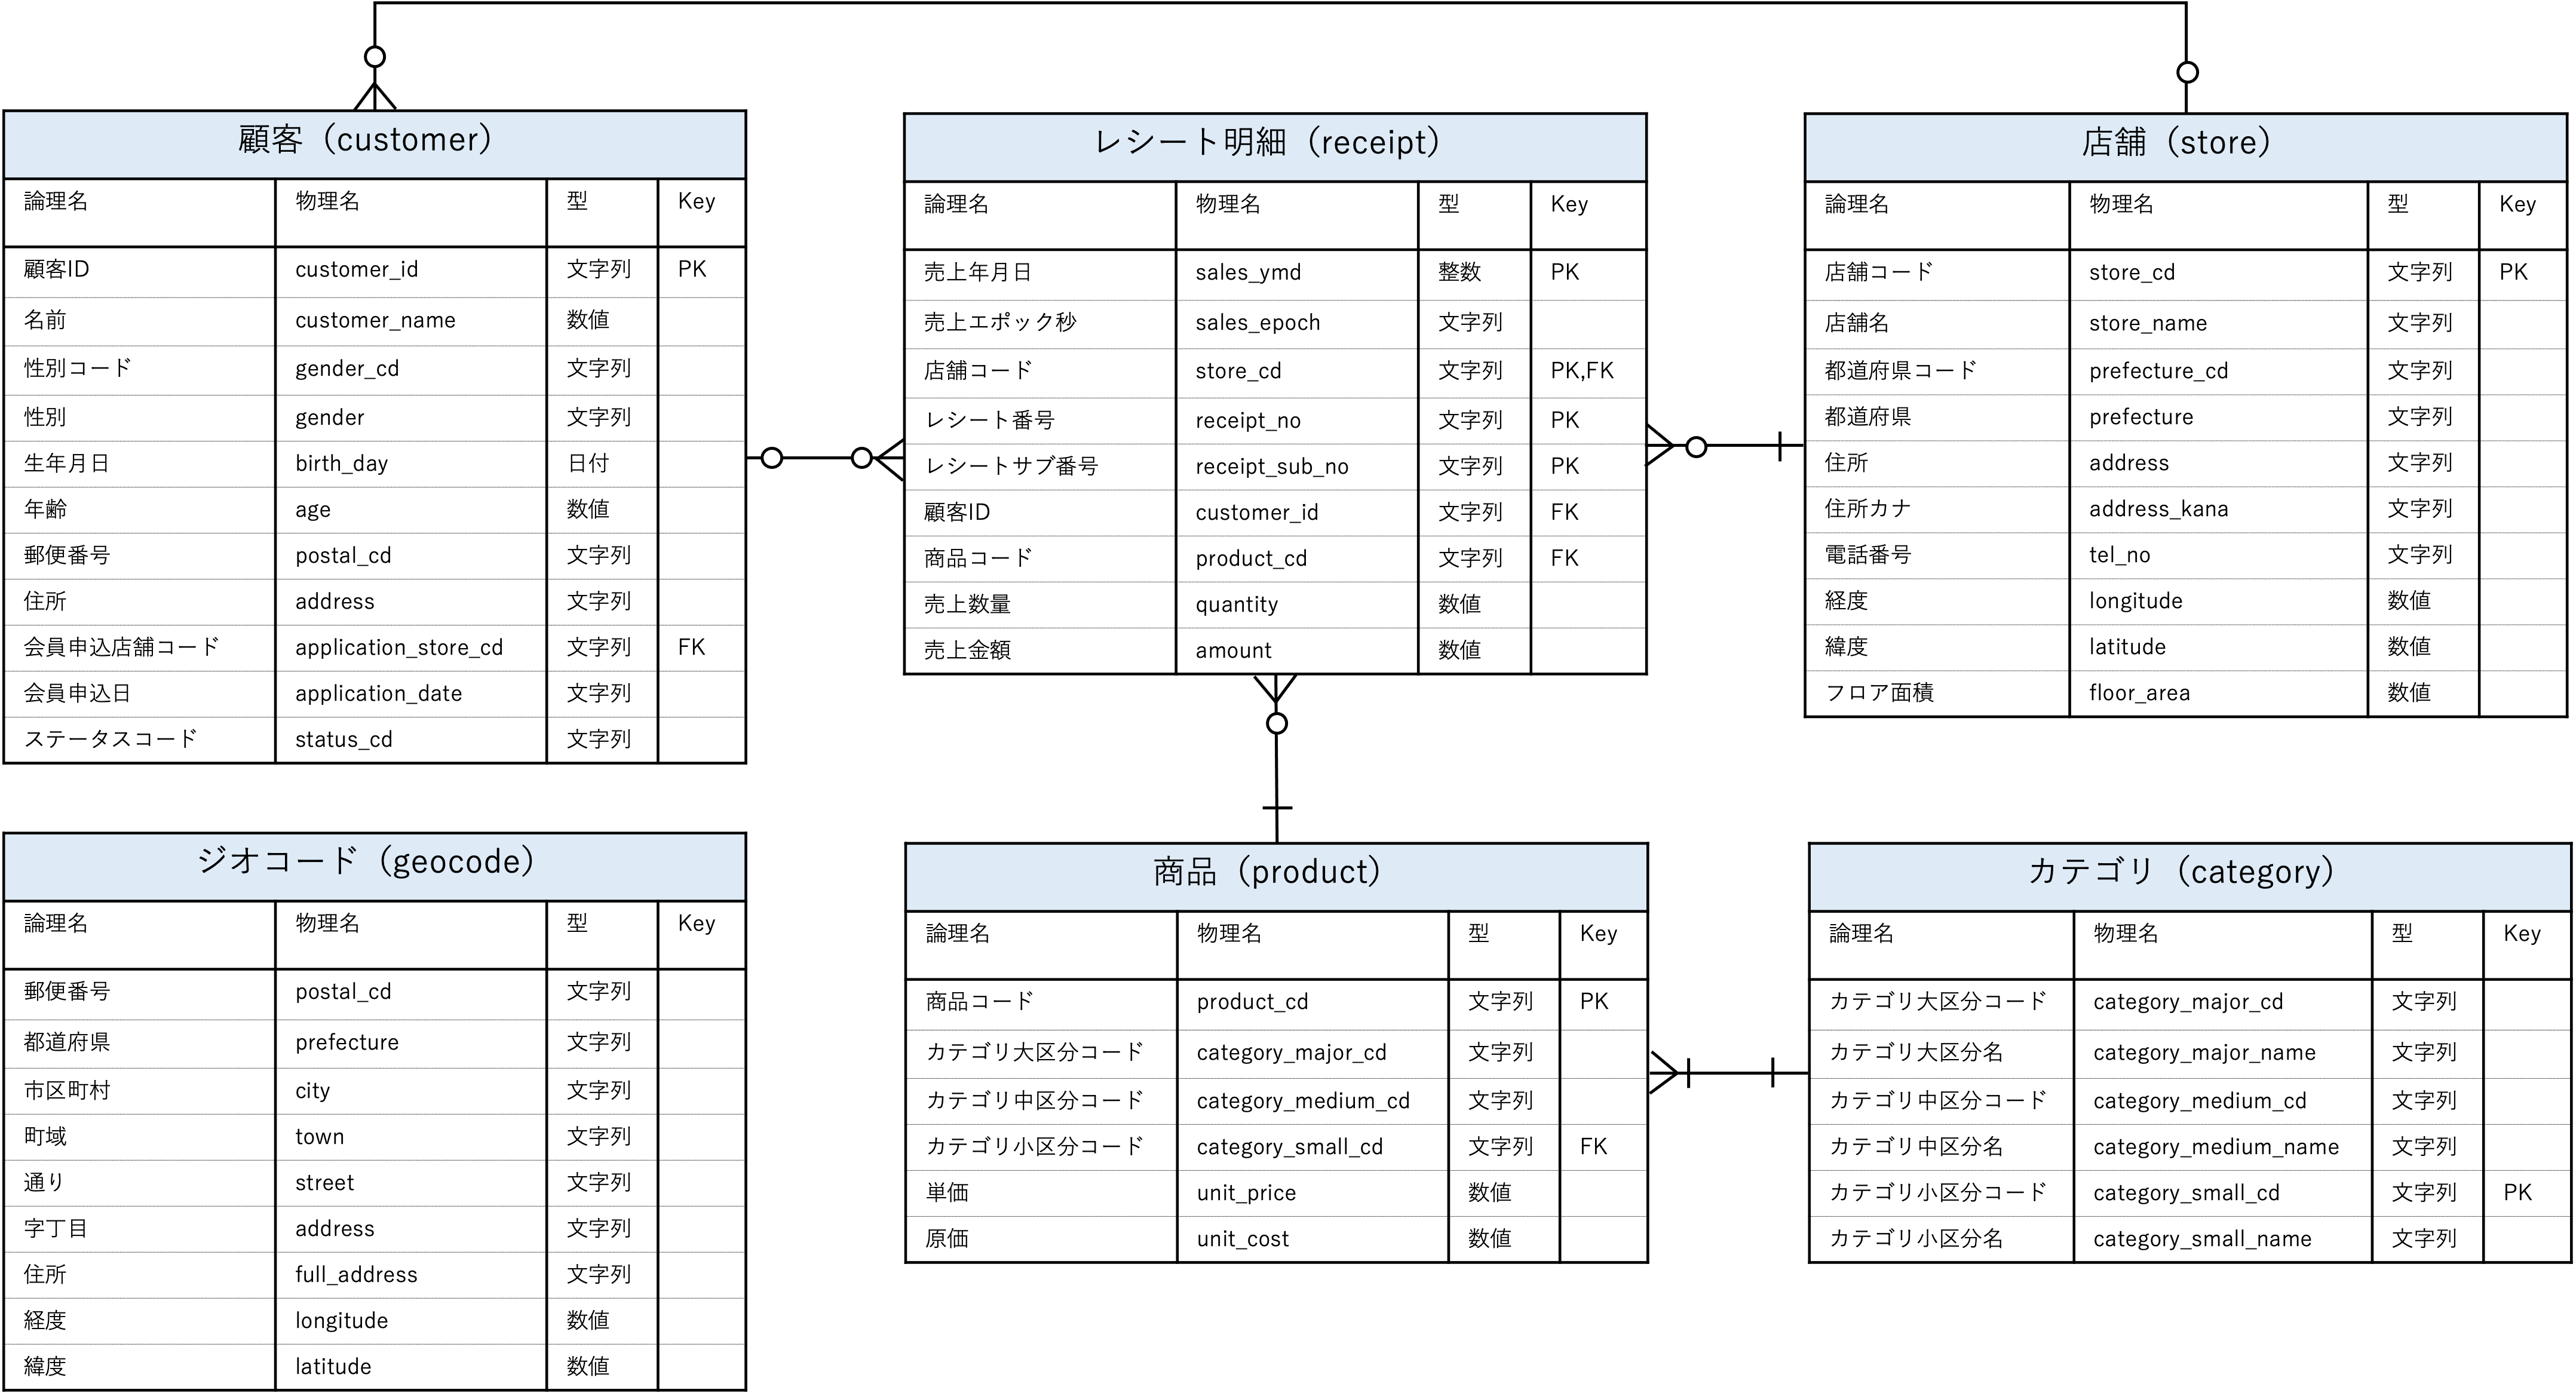 顧客（customer）
論理名 物理名 型 Key
顧客ID customer_id 文字列 PK
名前 customer_name 数値
性別コード gender_cd 文字列
性別 gender 文字列
生年月日 birth_day 日付
年齢 age 数値
郵便番号 postal_cd 文字列
住所 address 文字列
会員申込店舗コード application_store_cd 文字列 FK
会員申込日 application_date 文字列
ステータスコード status_cd 文字列
レシート明細（receipt）
論理名 物理名 型 Key
売上年月日 sales_ymd 整数 PK
売上エポック秒 sales_epoch 文字列
店舗コード store_cd 文字列 PK,FK
レシート番号 receipt_no 文字列 PK
レシートサブ番号 receipt_sub_no 文字列 PK
顧客ID customer_id 文字列 FK
商品コード product_cd 文字列 FK
売上数量 quantity 数値
売上金額 amount 数値
店舗（store）
論理名 物理名 型 Key
店舗コード store_cd 文字列 PK
店舗名 store_name 文字列
都道府県コード prefecture_cd 文字列
都道府県 prefecture 文字列
住所 address 文字列
住所カナ address_kana 文字列
電話番号 tel_no 文字列
経度 longitude 数値
緯度 latitude 数値
フロア面積 floor_area 数値
ジオコード（geocode）
論理名 物理名 型 Key
郵便番号 postal_cd 文字列
都道府県 prefecture 文字列
市区町村 city 文字列
町域 town 文字列
通り street 文字列
字丁目 address 文字列
住所 full_address 文字列
経度 longitude 数値
緯度 latitude 数値
商品（product）
論理名 物理名 型 Key
商品コード product_cd 文字列 PK
カテゴリ大区分コード category_major_cd 文字列
カテゴリ中区分コード category_medium_cd 文字列
カテゴリ小区分コード category_small_cd 文字列 FK
単価 unit_price 数値
原価 unit_cost 数値
カテゴリ（category）
論理名 物理名 型 Key
カテゴリ大区分コード category_major_cd 文字列
カテゴリ大区分名 category_major_name 文字列
カテゴリ中区分コード category_medium_cd 文字列
カテゴリ中区分名 category_medium_name 文字列
カテゴリ小区分コード category_small_cd 文字列 PK
カテゴリ小区分名 category_small_name 文字列